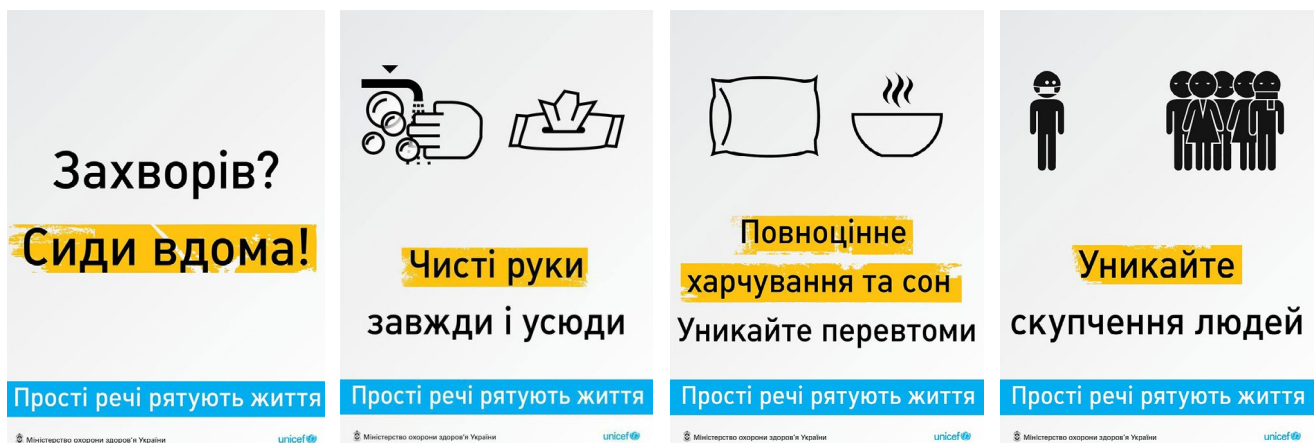 Захворів?
Сиди вдома!
Прості речі рятують життя
Міністерство охорони здоров'я України
unicef
Чисті руки
завжди і усюди
Прості речі рятують життя
Міністерство охорони здоров'я України
unicef
Повноцінне
харчування та сон
Уникайте перевтоми
Прості речі рятують життя
Міністерство охорони здоров'я України
unicef
Уникайте
скупчення людей
Прості речі рятують життя
Міністерство охорони здоров'я України
unicef